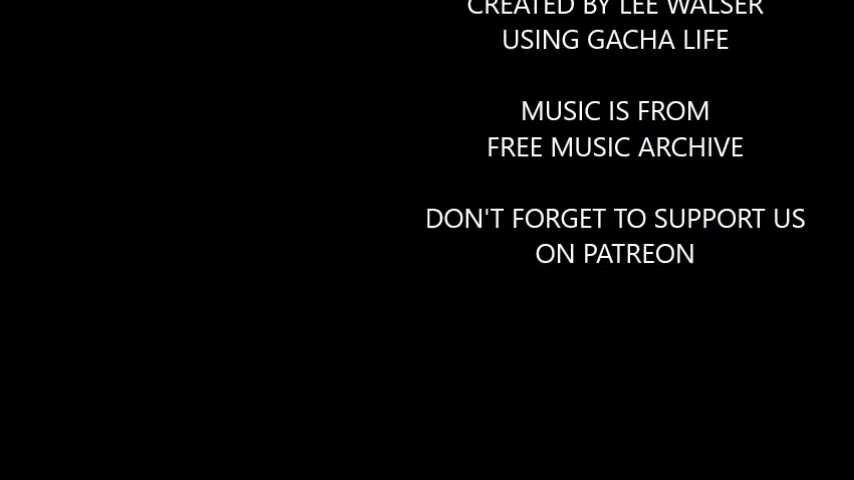 CREATED BY LEE WALSER
USING GACHA LIFE
MUSIC IS FROM
FREE MUSIC ARCHIVE
DON'T FORGET TO SUPPORT US
ON PATREON